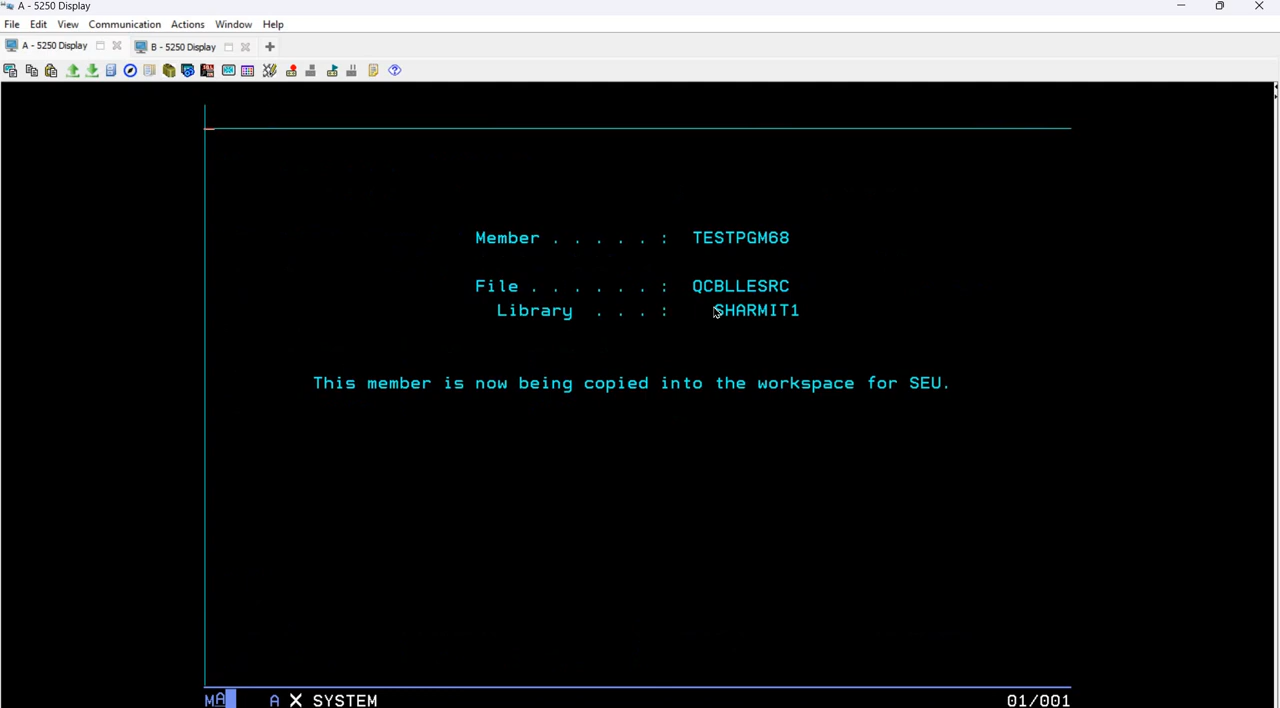 A - 5250 Display
File Edit View Communication Actions Window Help
A - 5250 Display B - 5250 Display
Member . . . . . : TESTPGM68
File . . . . . . : QCBLLESRC
Library . . . : SHARMIT1
This member is now being copied into the workspace for SEU.
MA A X SYSTEM 01/001